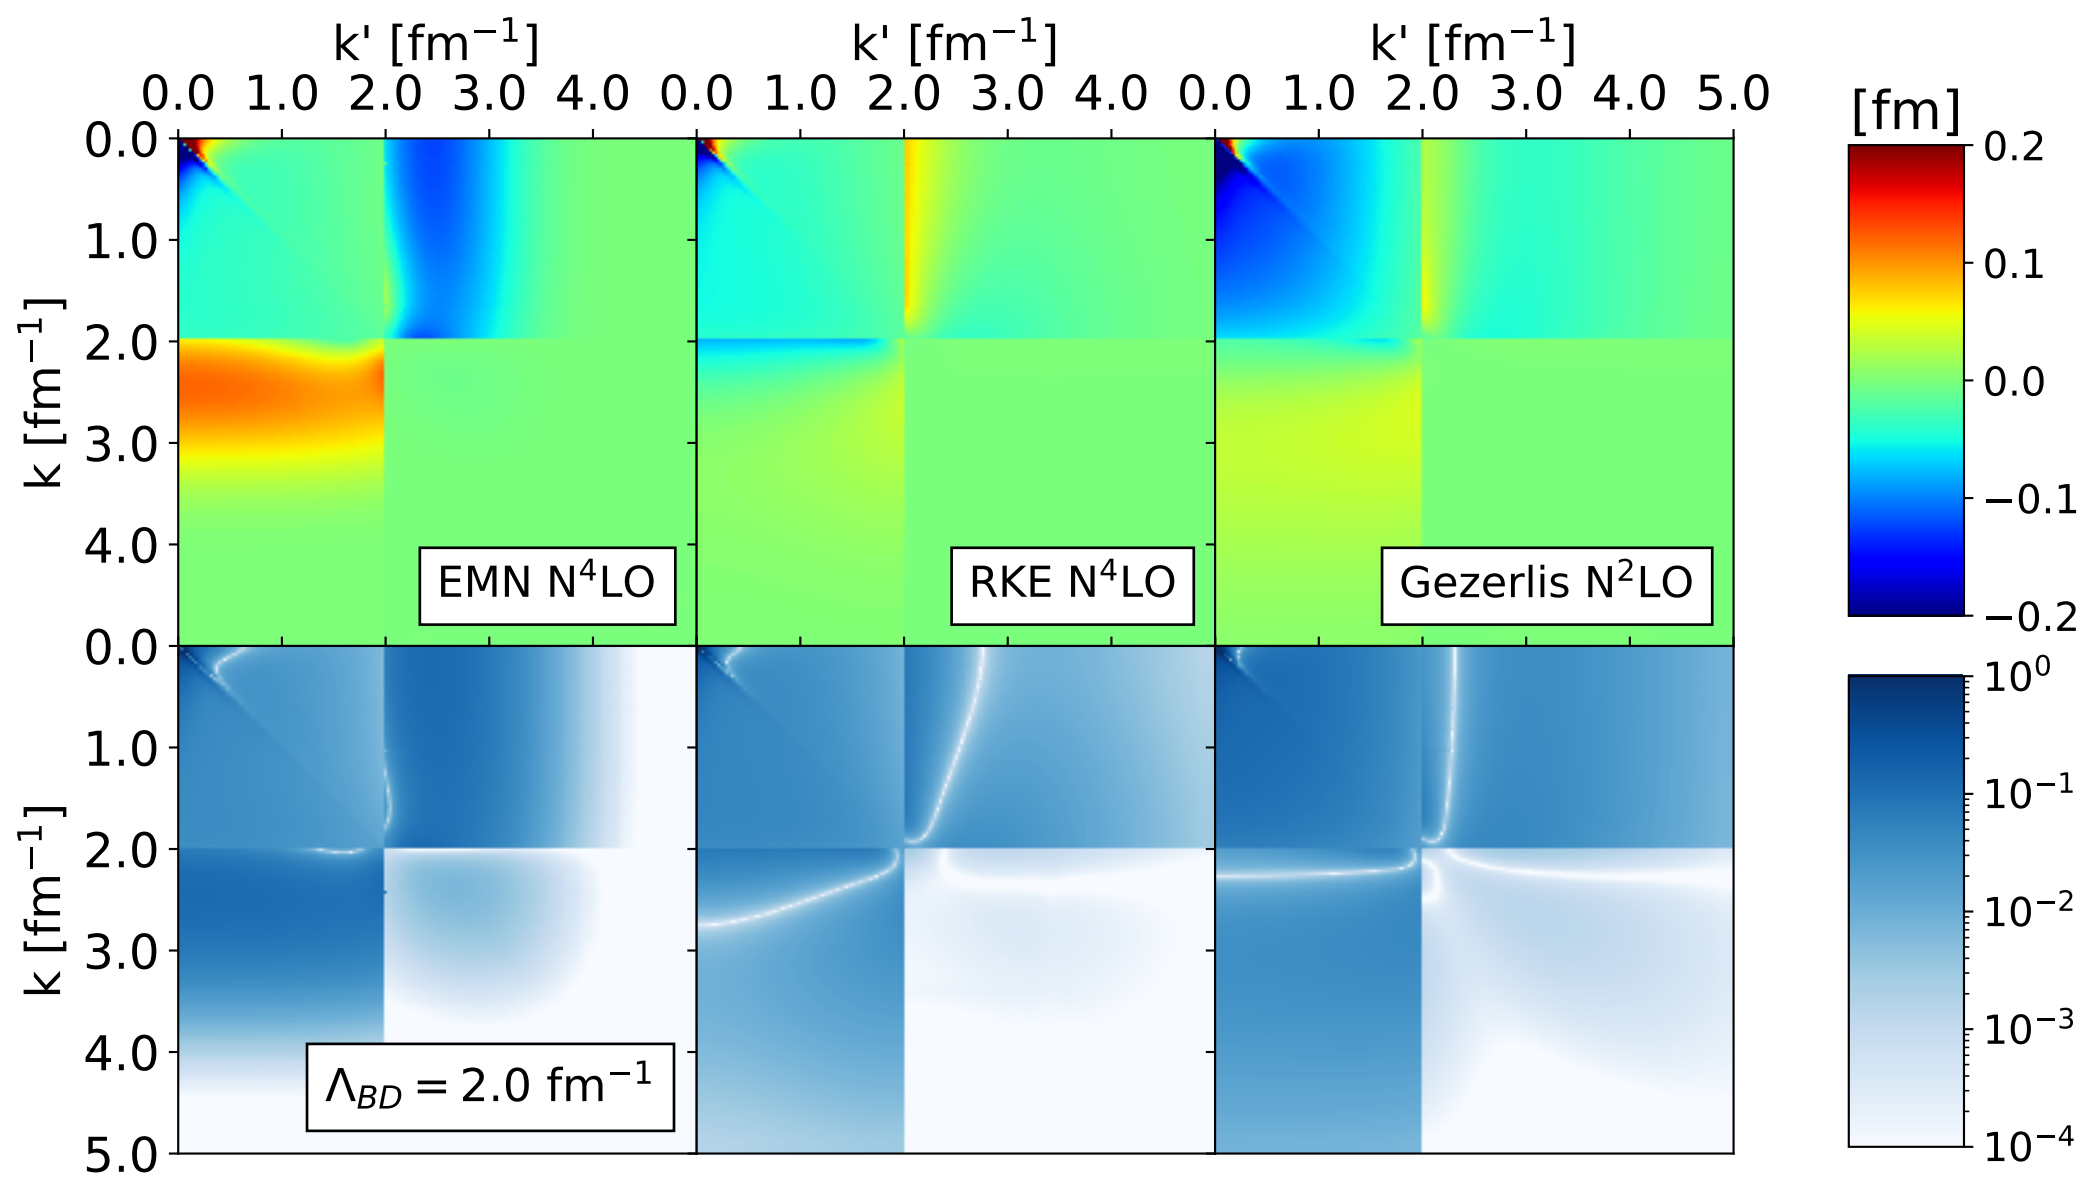 k' [fm⁻¹] k' [fm⁻¹] k' [fm⁻¹]
0.0 1.0 2.0 3.0 4.0 0.0 1.0 2.0 3.0 4.0 0.0 1.0 2.0 3.0 4.0 5.0
k [fm⁻¹]
0.0
1.0
2.0
3.0
4.0
EMN N⁴LO
RKE N⁴LO
Gezerlis N²LO
[fm]
0.2
0.1
0.0
−0.1
−0.2
k [fm⁻¹]
0.0
1.0
2.0
3.0
4.0
5.0
Λ_BD = 2.0 fm⁻¹
10⁰
10⁻¹
10⁻²
10⁻³
10⁻⁴